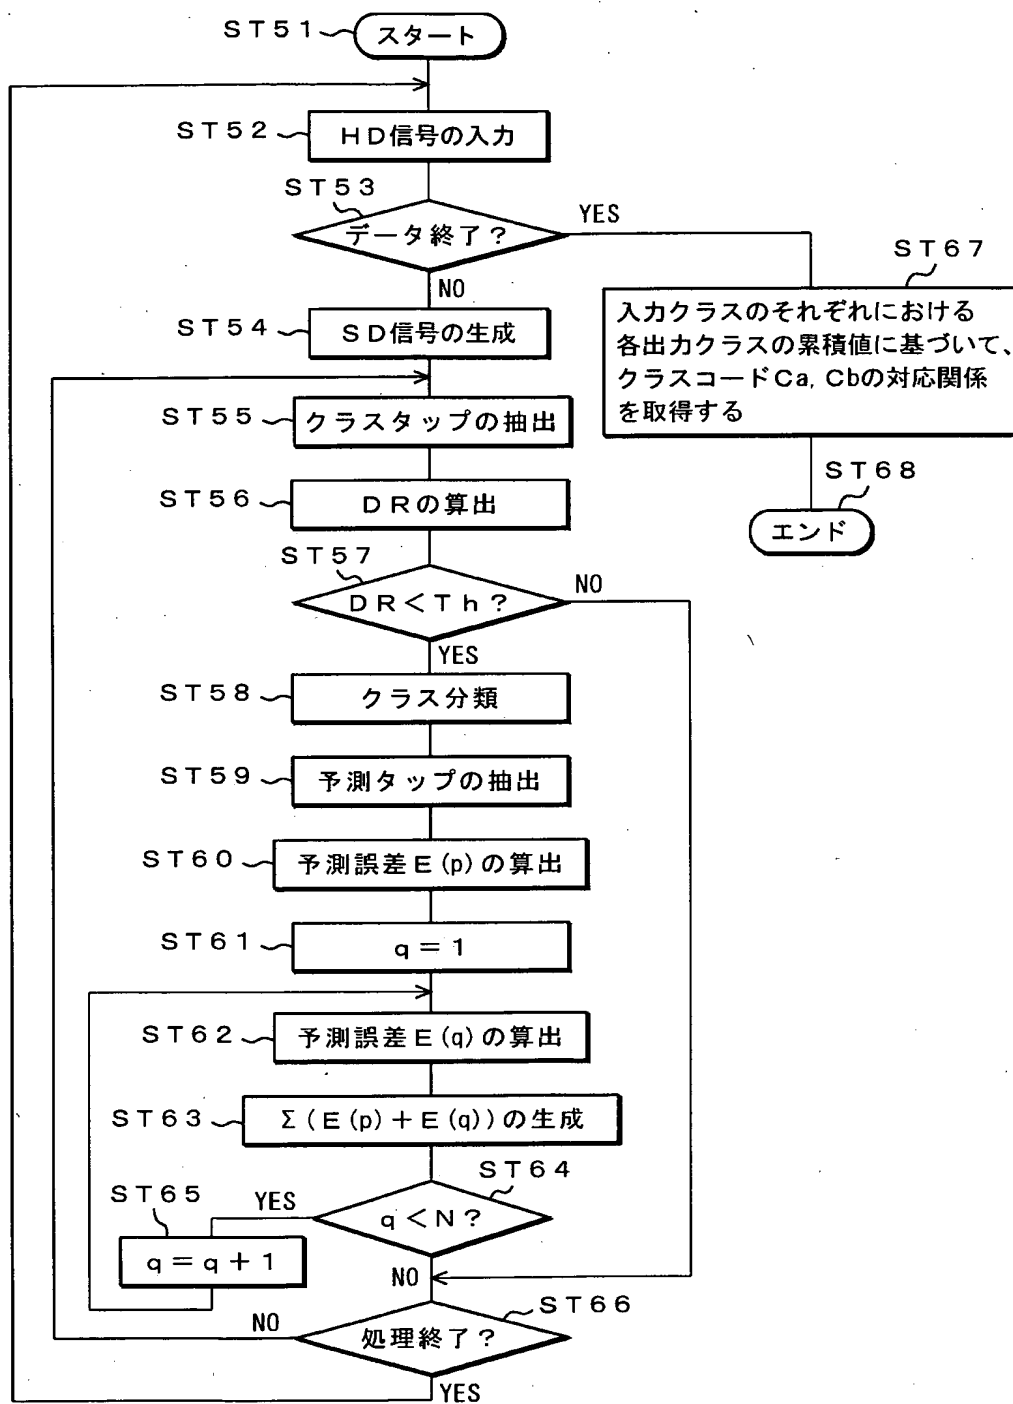 ST51
スタート
ST52
HD信号の入力
ST53
データ終了?
YES
NO
ST67
入力クラスのそれぞれにおける
各出力クラスの累積値に基づいて、
クラスコードCa, Cbの対応関係
を取得する
ST68
エンド
ST54
SD信号の生成
ST55
クラスタップの抽出
ST56
DRの算出
ST57
DR<Th?
NO
YES
ST58
クラス分類
ST59
予測タップの抽出
ST60
予測誤差E(p)の算出
ST61
q=1
ST62
予測誤差E(q)の算出
ST63
Σ(E(p)+E(q))の生成
ST64
q<N?
YES
ST65
q=q+1
NO
ST66
処理終了?
NO
YES